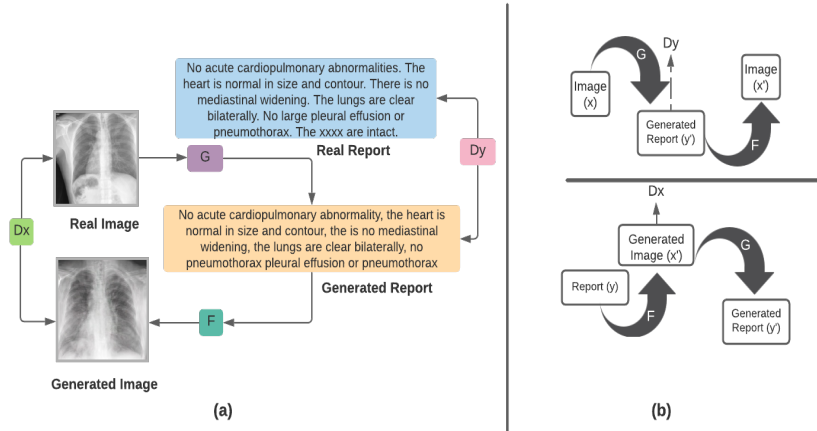 No acute cardiopulmonary abnormalities. The
heart is normal in size and contour. There is no
mediastinal widening. The lungs are clear
bilaterally. No large pleural effusion or
pneumothorax. The xxxx are intact.
Real Report
G
Dy
Real Image
Dx
No acute cardiopulmonary abnormality, the heart is
normal in size and contour, the is no mediastinal
widening, the lungs are clear bilaterally, no
pneumothorax pleural effusion or pneumothorax
Generated Report
F
Generated Image
(a)
Dy
G
Image
(x)
Image
(x')
Generated
Report (y')
F
Dx
Generated
Image (x')
G
Report (y)
F
Generated
Report (y')
(b)